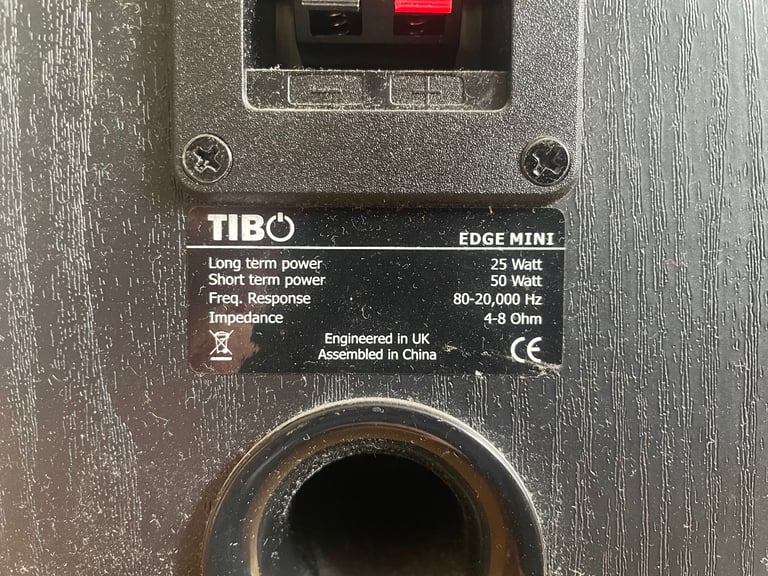 − +
TIBO
EDGE MINI
Long term power 25 Watt
Short term power 50 Watt
Freq. Response 80-20,000 Hz
Impedance 4-8 Ohm
Engineered in UK
Assembled in China
CE